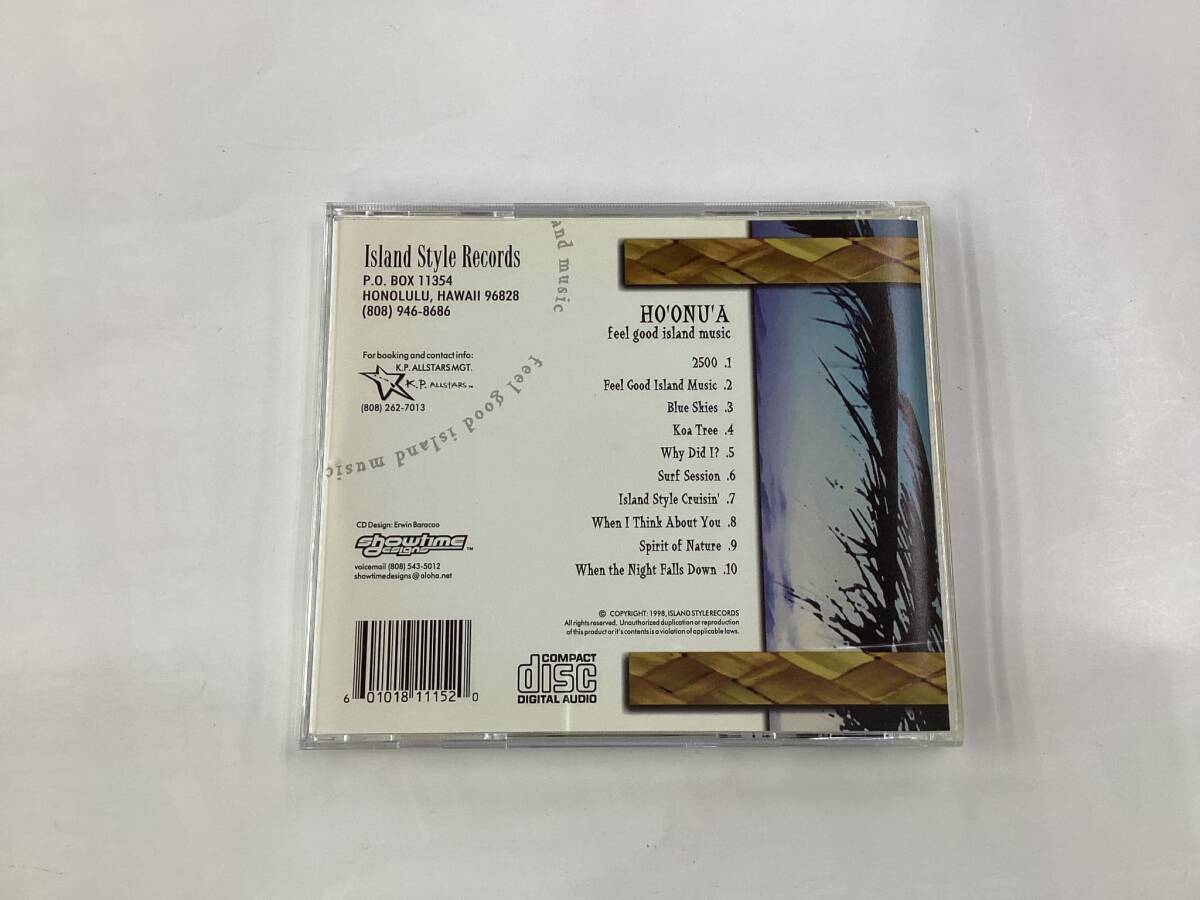 Island Style Records
P.O. BOX 11354
HONOLULU, HAWAII 96828
(808) 946-8686
and music
feel good island music
For booking and contact info:
K.P. ALLSTARS MGT.
K.P. ALLSTARS ™
(808) 262-7013
CD Design: Erwin Baracao
showtime
designs ™
voicemail (808) 543-5012
showtimedesigns@aloha.net
6 01018 11152 0
HO'ONU'A
feel good island music
2500 .1
Feel Good Island Music .2
Blue Skies .3
Koa Tree .4
Why Did I? .5
Surf Session .6
Island Style Cruisin' .7
When I Think About You .8
Spirit of Nature .9
When the Night Falls Down .10
© COPYRIGHT: 1998, ISLAND STYLE RECORDS
All rights reserved. Unauthorized duplication or reproduction
of this product or it's contents is a violation of applicable laws.
COMPACT
disc
DIGITAL AUDIO